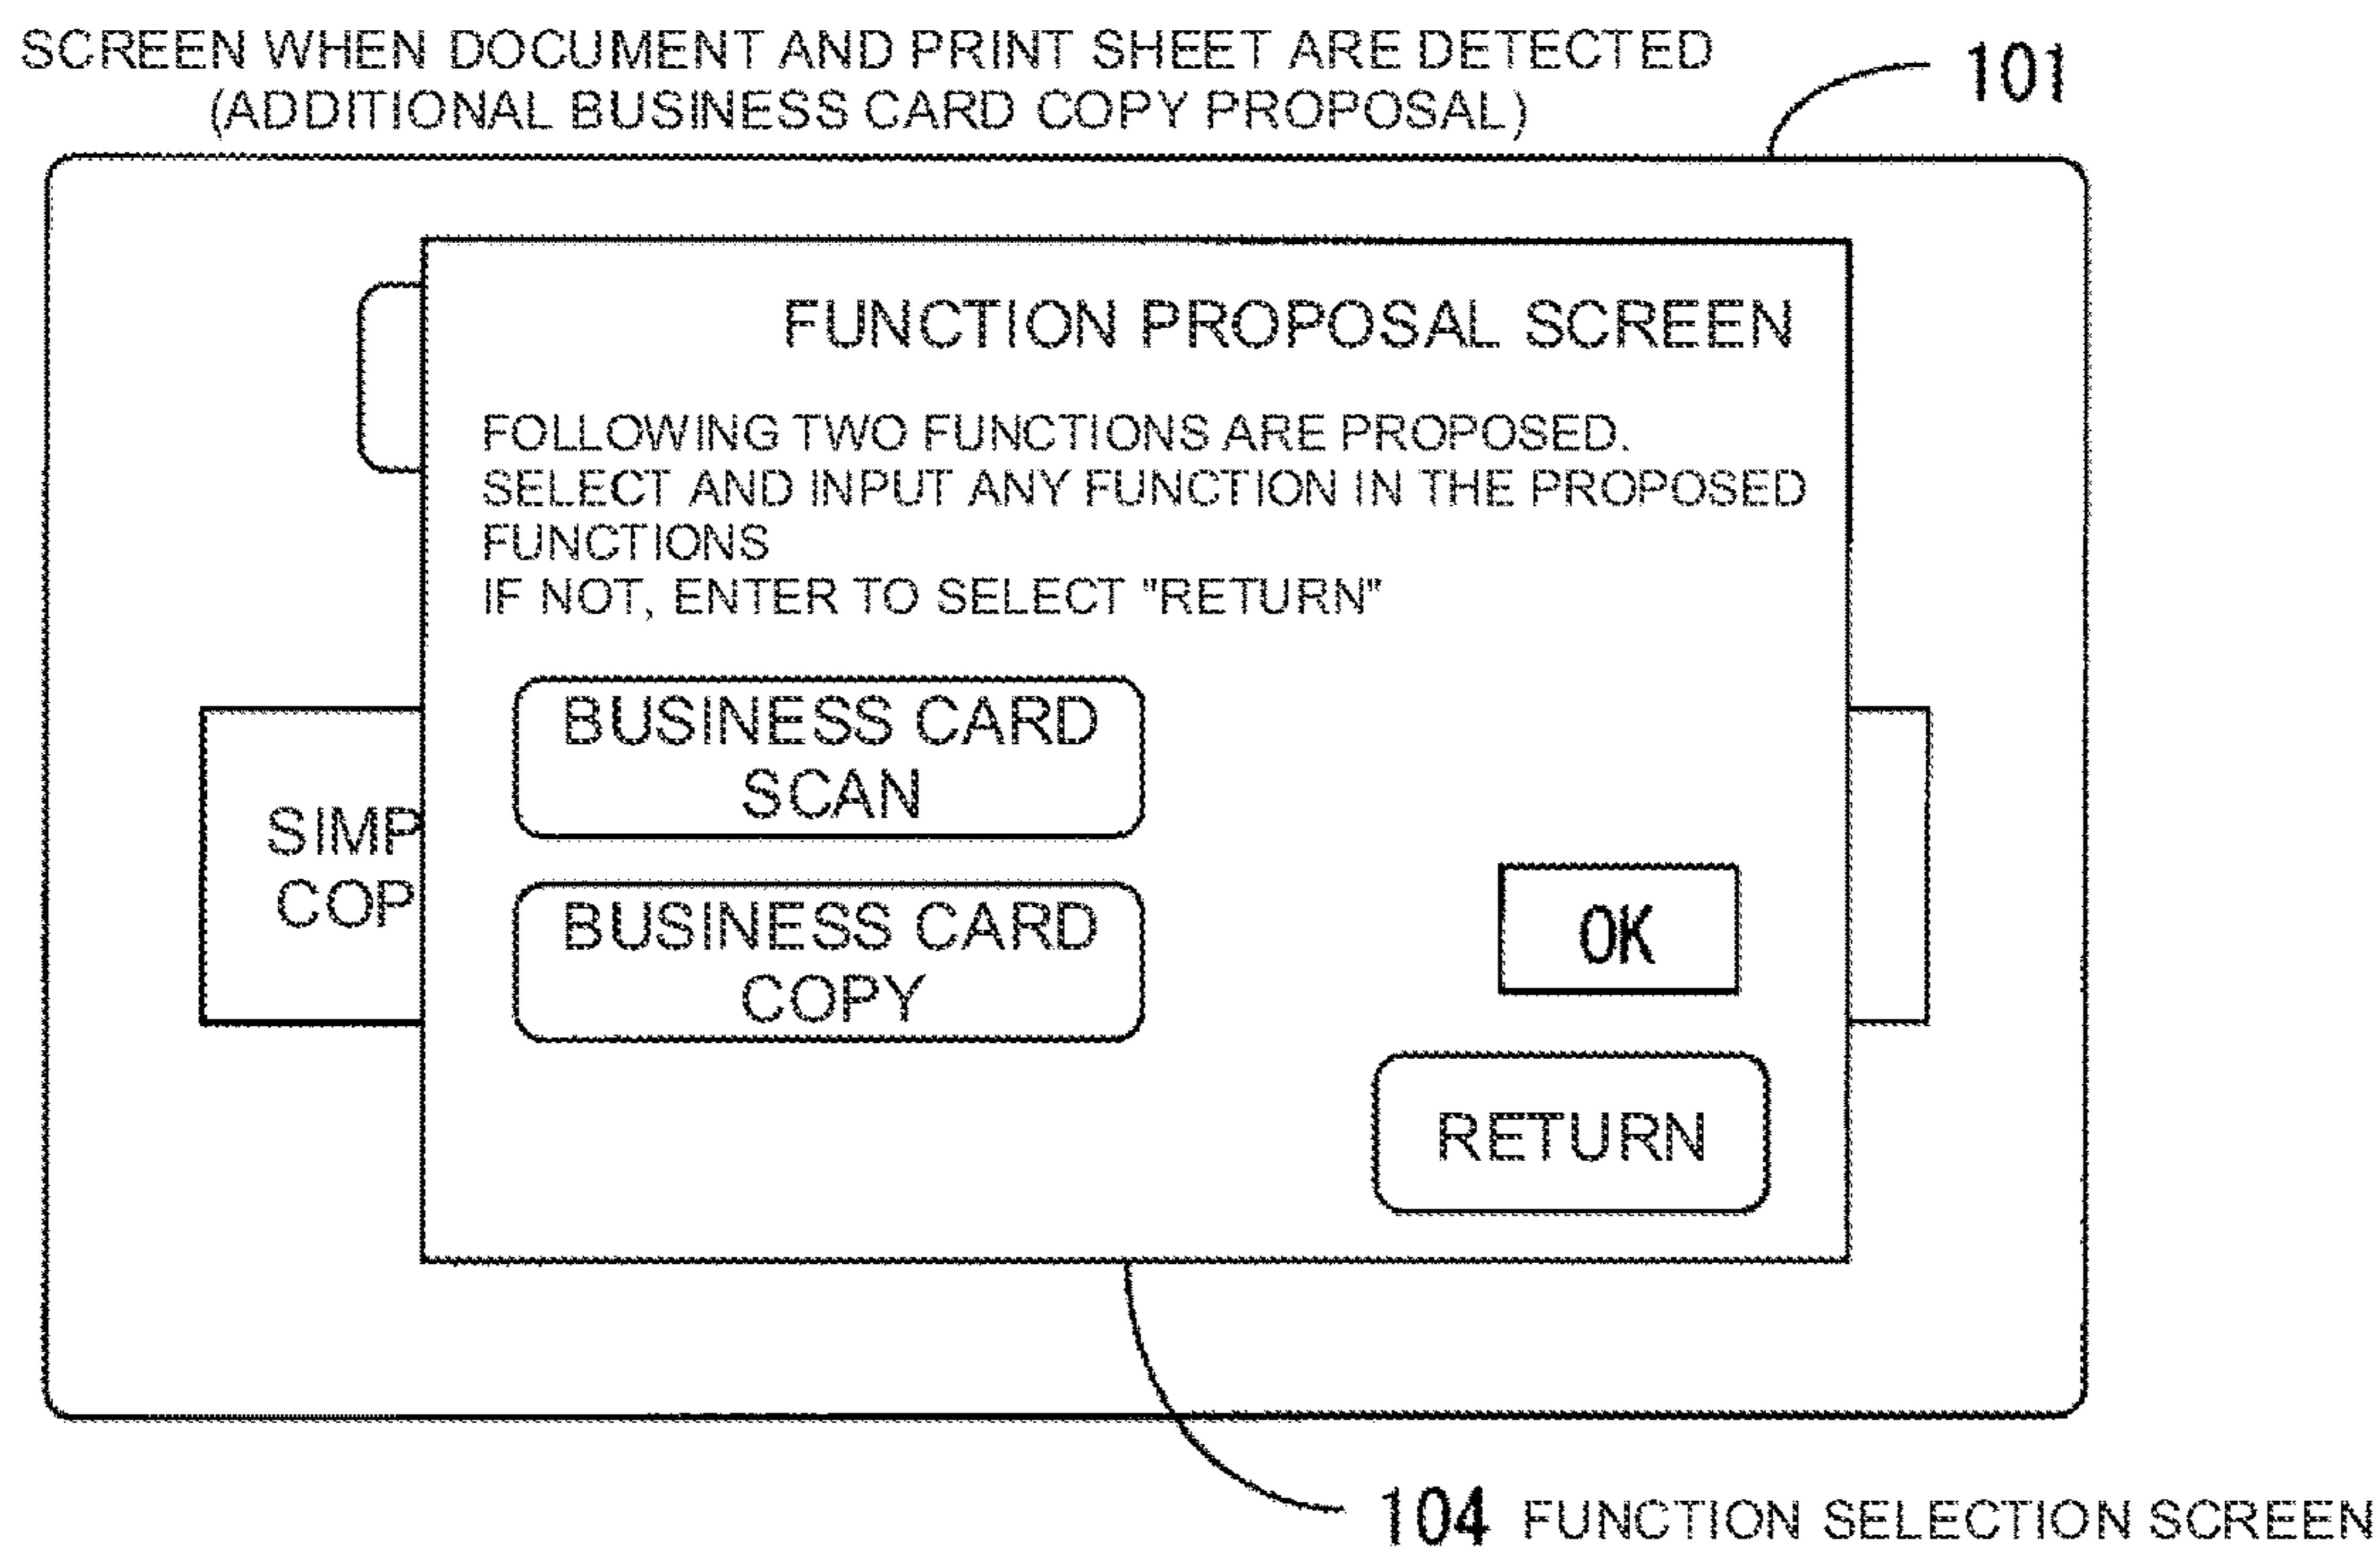 SCREEN WHEN DOCUMENT AND PRINT SHEET ARE DETECTED
(ADDITIONAL BUSINESS CARD COPY PROPOSAL)
101
FUNCTION PROPOSAL SCREEN
FOLLOWING TWO FUNCTIONS ARE PROPOSED.
SELECT AND INPUT ANY FUNCTION IN THE PROPOSED
FUNCTIONS
IF NOT, ENTER TO SELECT "RETURN"
BUSINESS CARD
SCAN
SIMP
COP
BUSINESS CARD
COPY
OK
RETURN
104 FUNCTION SELECTION SCREEN